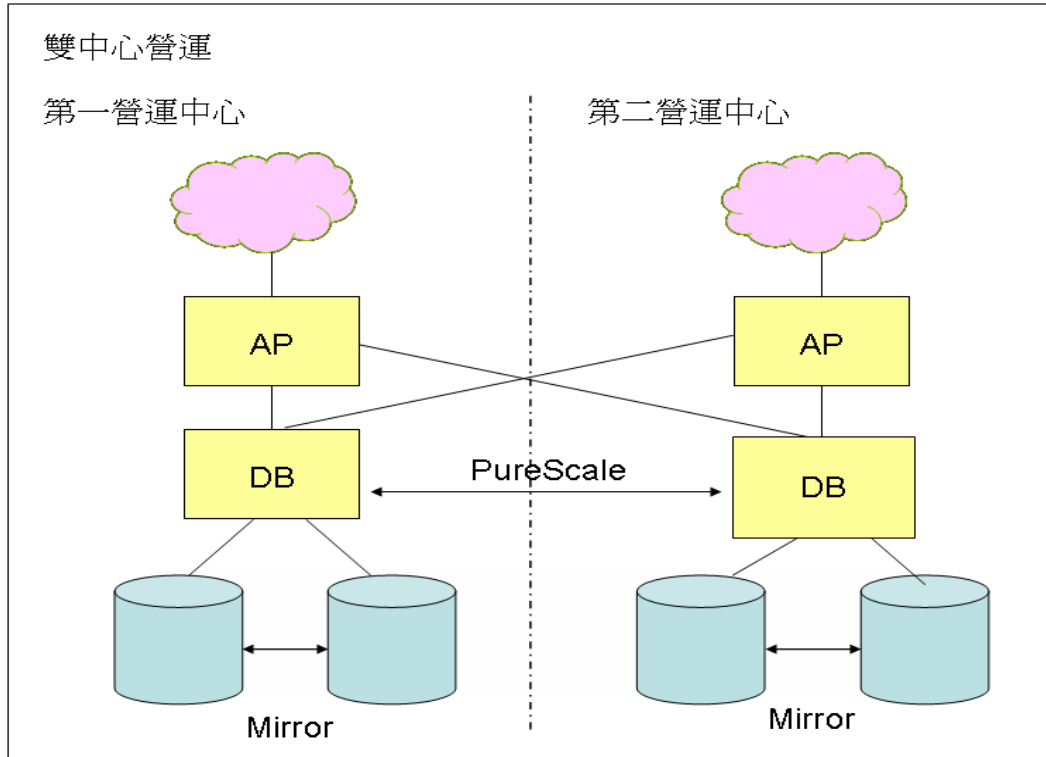 雙中心營運
第一營運中心
第二營運中心
AP
AP
DB
PureScale
DB
Mirror
Mirror